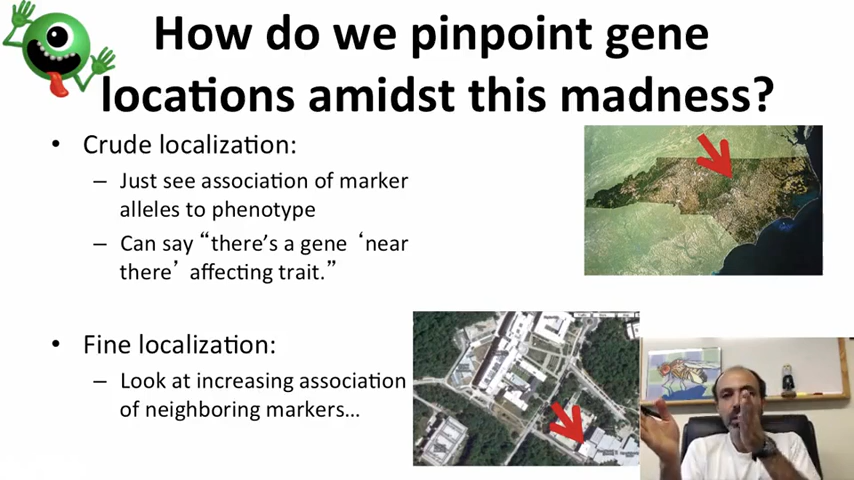 How do we pinpoint gene
locations amidst this madness?
• Crude localization:
– Just see association of marker
alleles to phenotype
– Can say “there’s a gene ‘near
there’ affecting trait.”
• Fine localization:
– Look at increasing association
of neighboring markers…